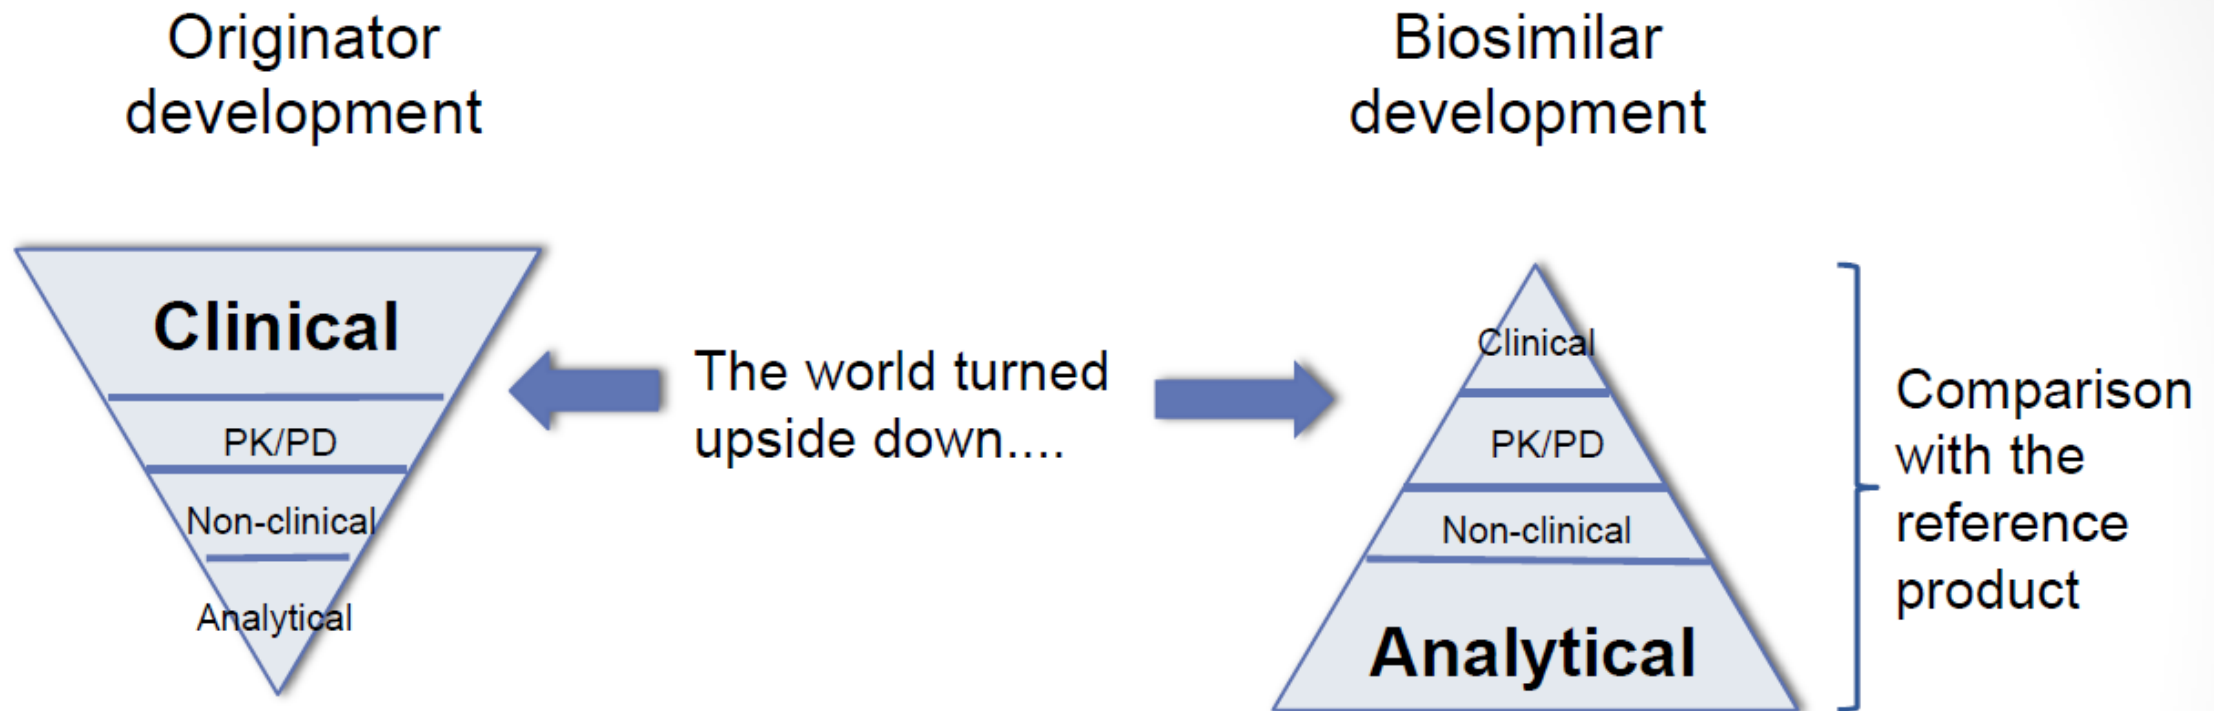 Originator
development
Clinical
PK/PD
Non-clinical
Analytical
The world turned
upside down....
Biosimilar
development
Clinical
PK/PD
Non-clinical
Analytical
Comparison
with the
reference
product